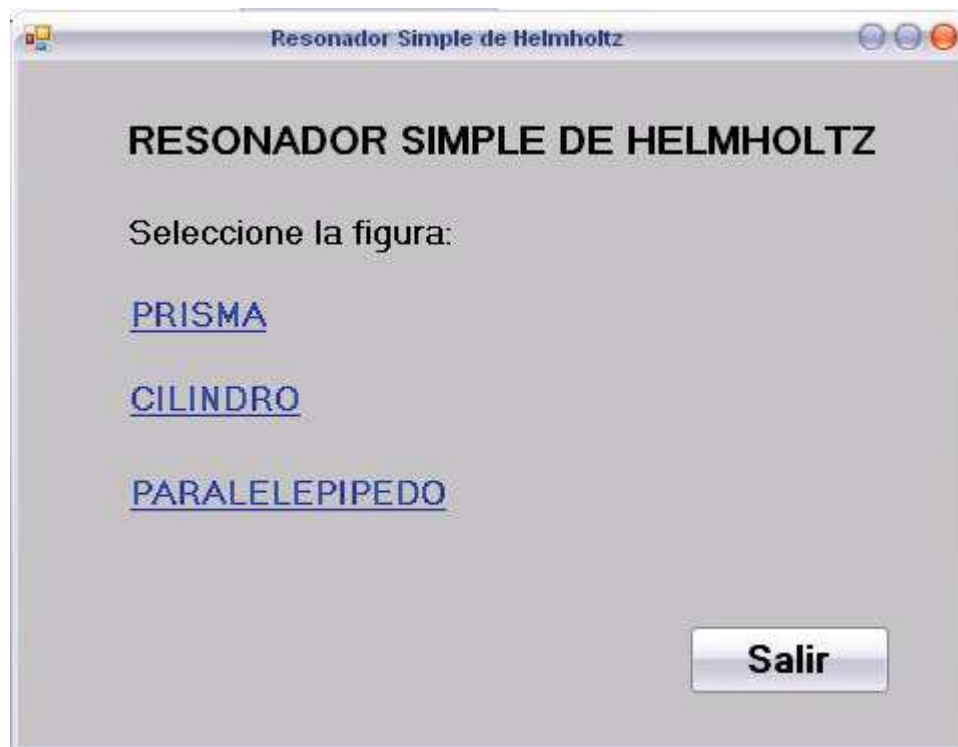 Resonador Simple de Helmholtz
RESONADOR SIMPLE DE HELMHOLTZ
Seleccione la figura:
PRISMA
CILINDRO
PARALELEPIPEDO
Salir